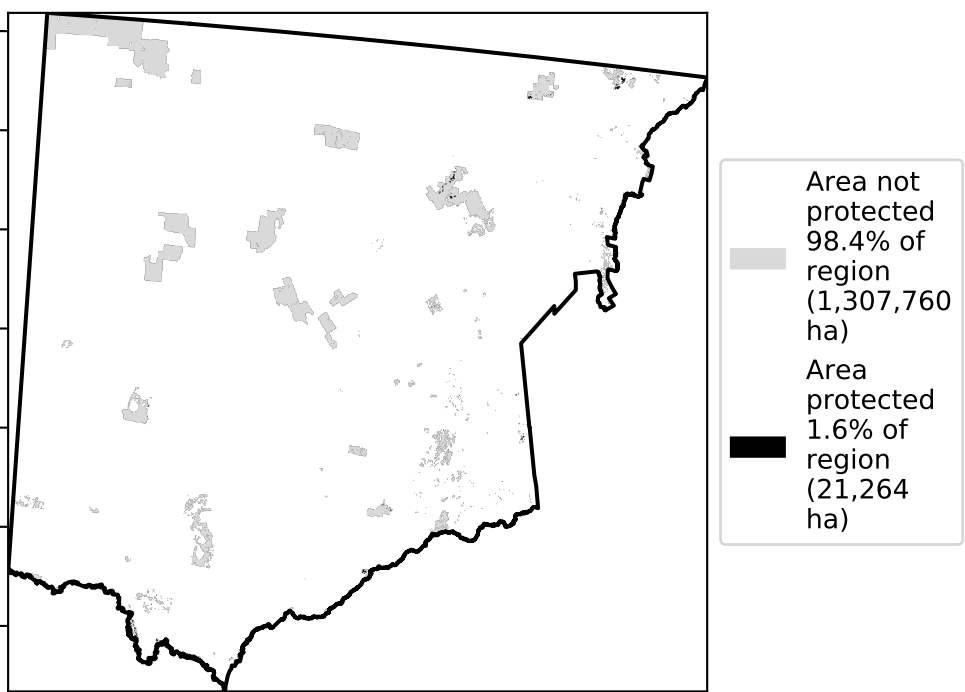 Area not
protected
98.4% of
region
(1,307,760
ha)
Area
protected
1.6% of
region
(21,264
ha)